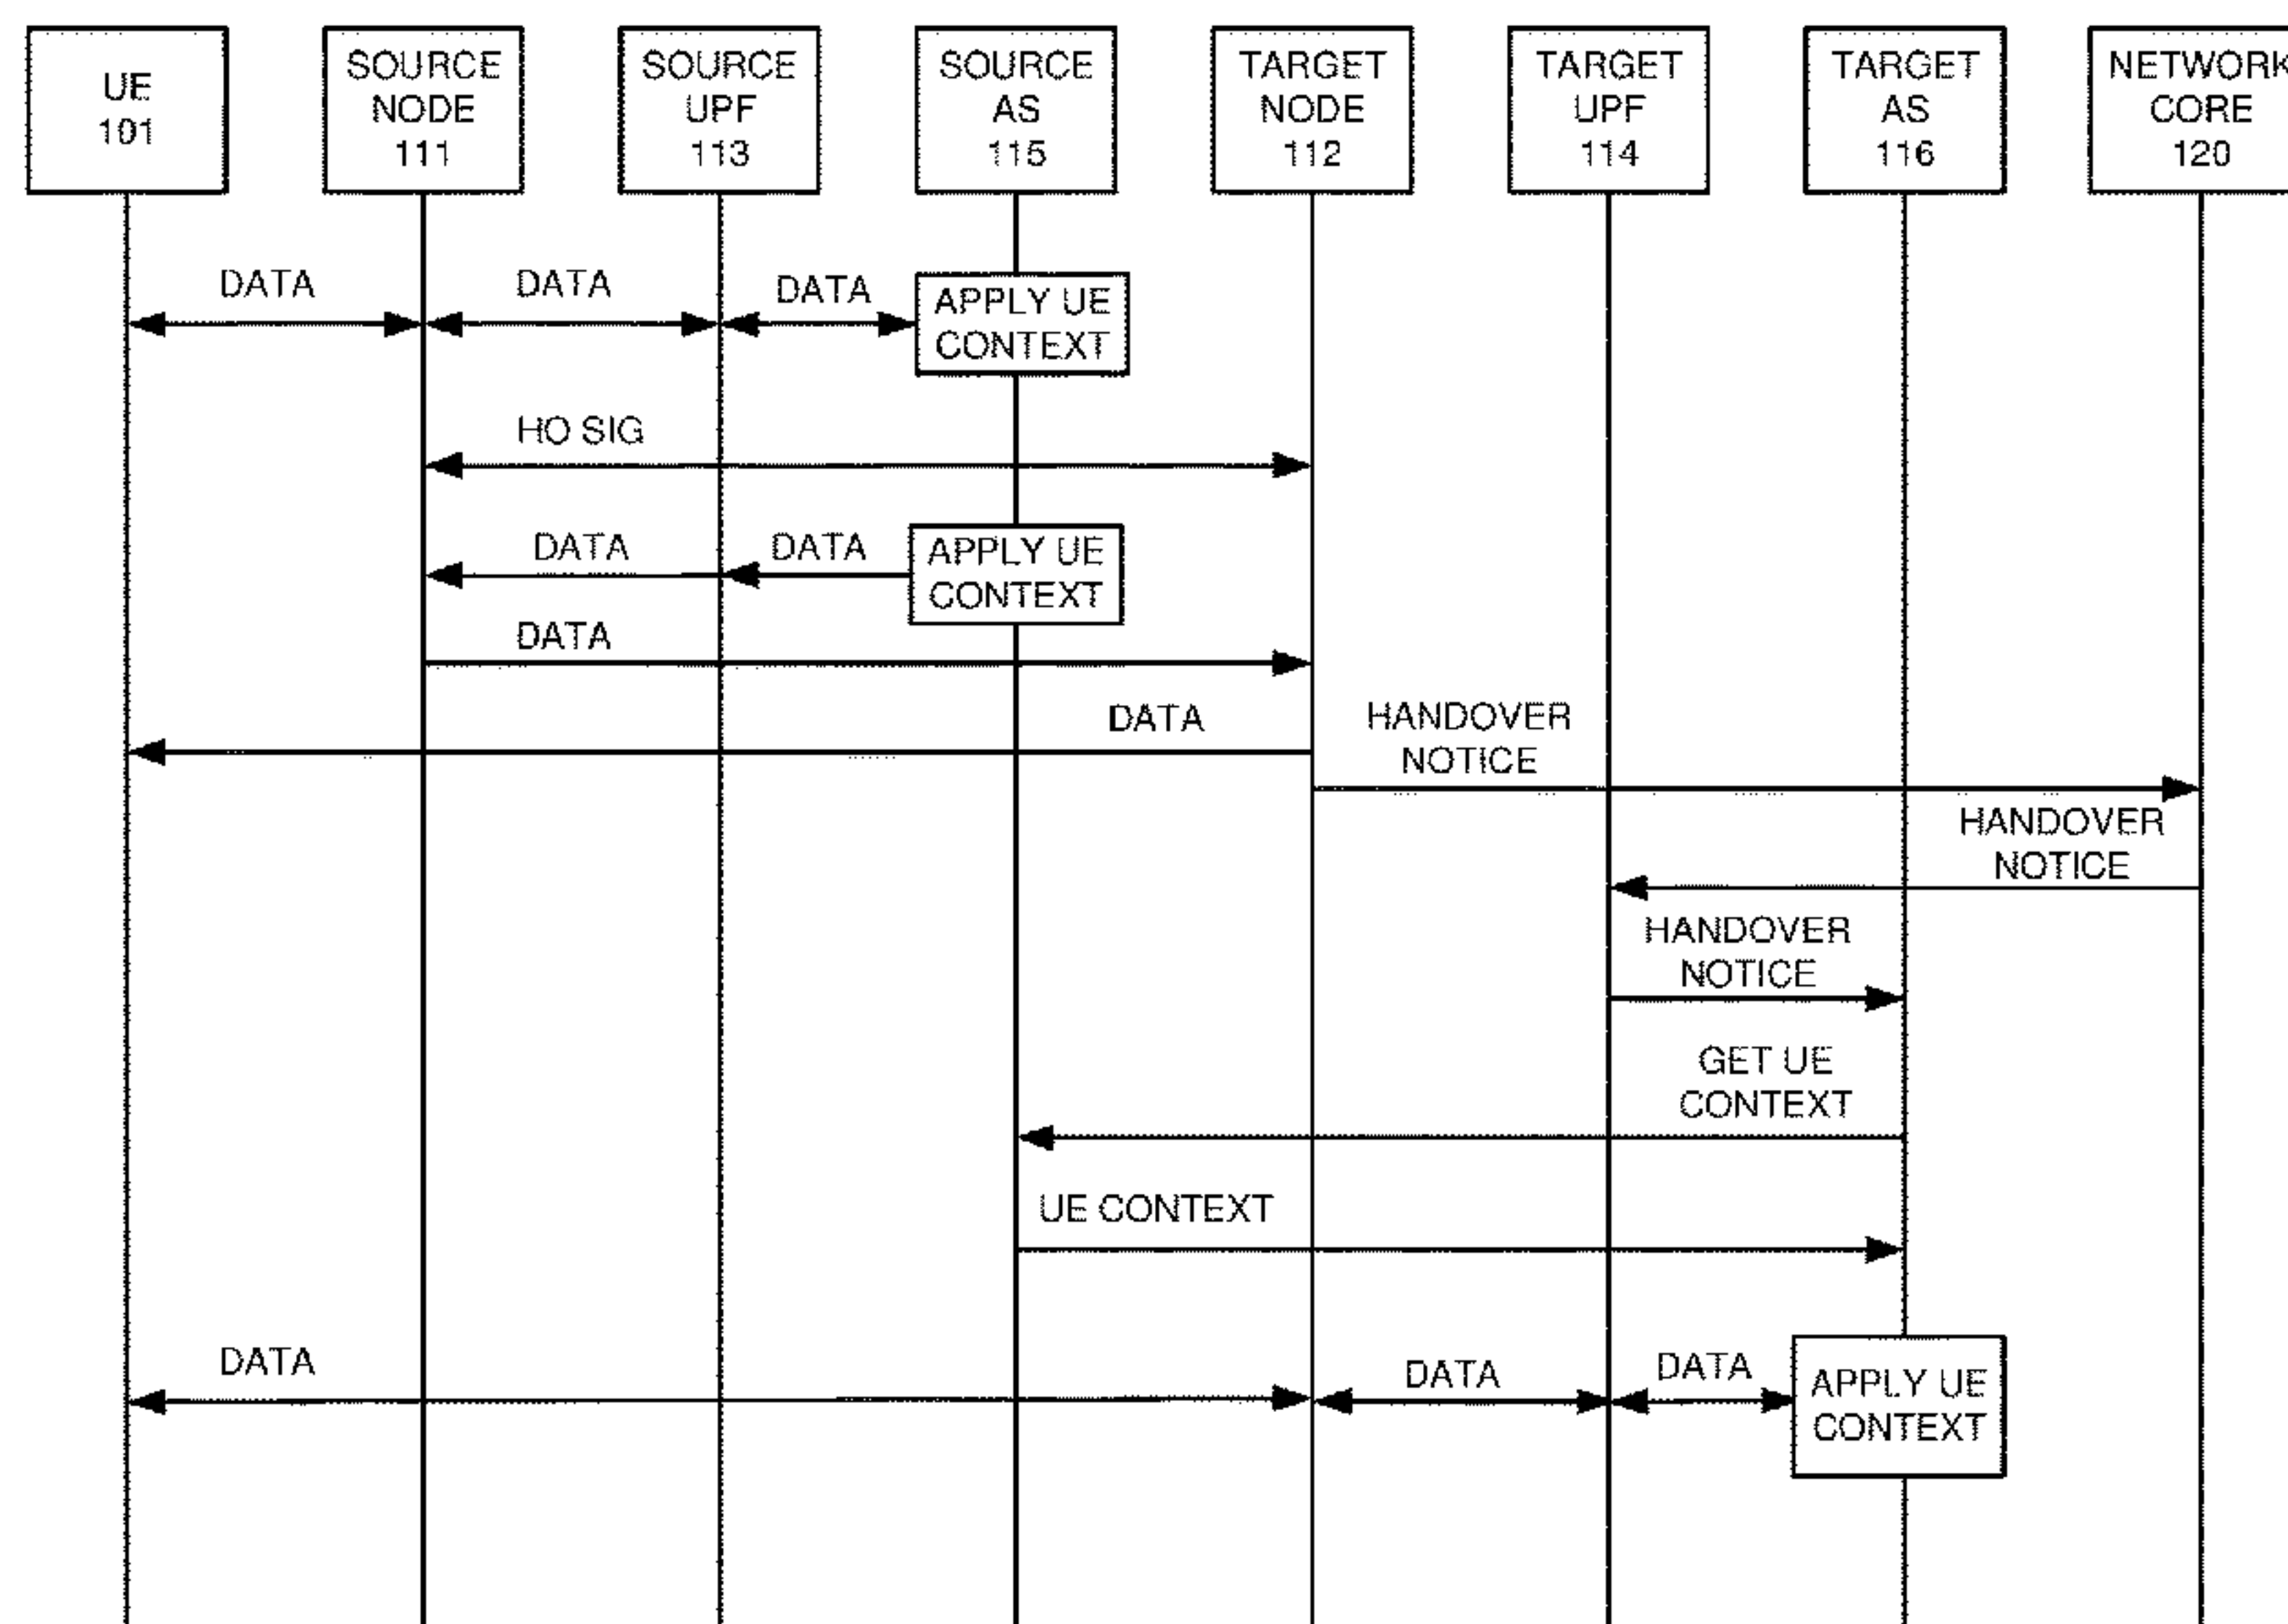 UE
101
SOURCE
NODE
111
SOURCE
UPF
113
SOURCE
AS
115
TARGET
NODE
112
TARGET
UPF
114
TARGET
AS
116
NETWORK
CORE
120
DATA
DATA
DATA
APPLY UE
CONTEXT
HO SIG
DATA
DATA
APPLY UE
CONTEXT
DATA
DATA
HANDOVER
NOTICE
HANDOVER
NOTICE
HANDOVER
NOTICE
GET UE
CONTEXT
UE CONTEXT
DATA
DATA
DATA
APPLY UE
CONTEXT